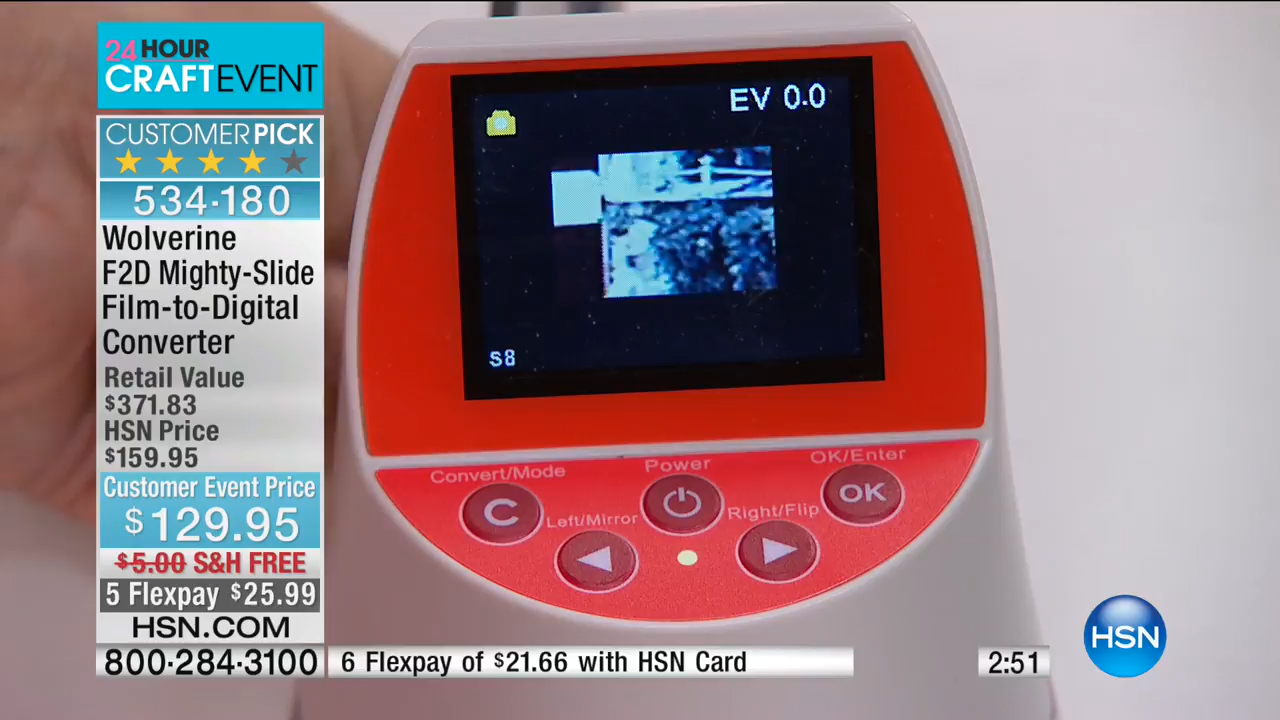 24 HOUR
CRAFTEVENT
CUSTOMER PICK
534-180
Wolverine
F2D Mighty-Slide
Film-to-Digital
Converter
Retail Value
$371.83
HSN Price
$159.95
Customer Event Price
$129.95
$5.00 S&H FREE
5 Flexpay $25.99
HSN.COM
800·284·3100
6 Flexpay of $21.66 with HSN Card
2:51
HSN
EV 0.0
S8
Convert/Mode
Power
OK/Enter
C
OK
Left/Mirror
Right/Flip